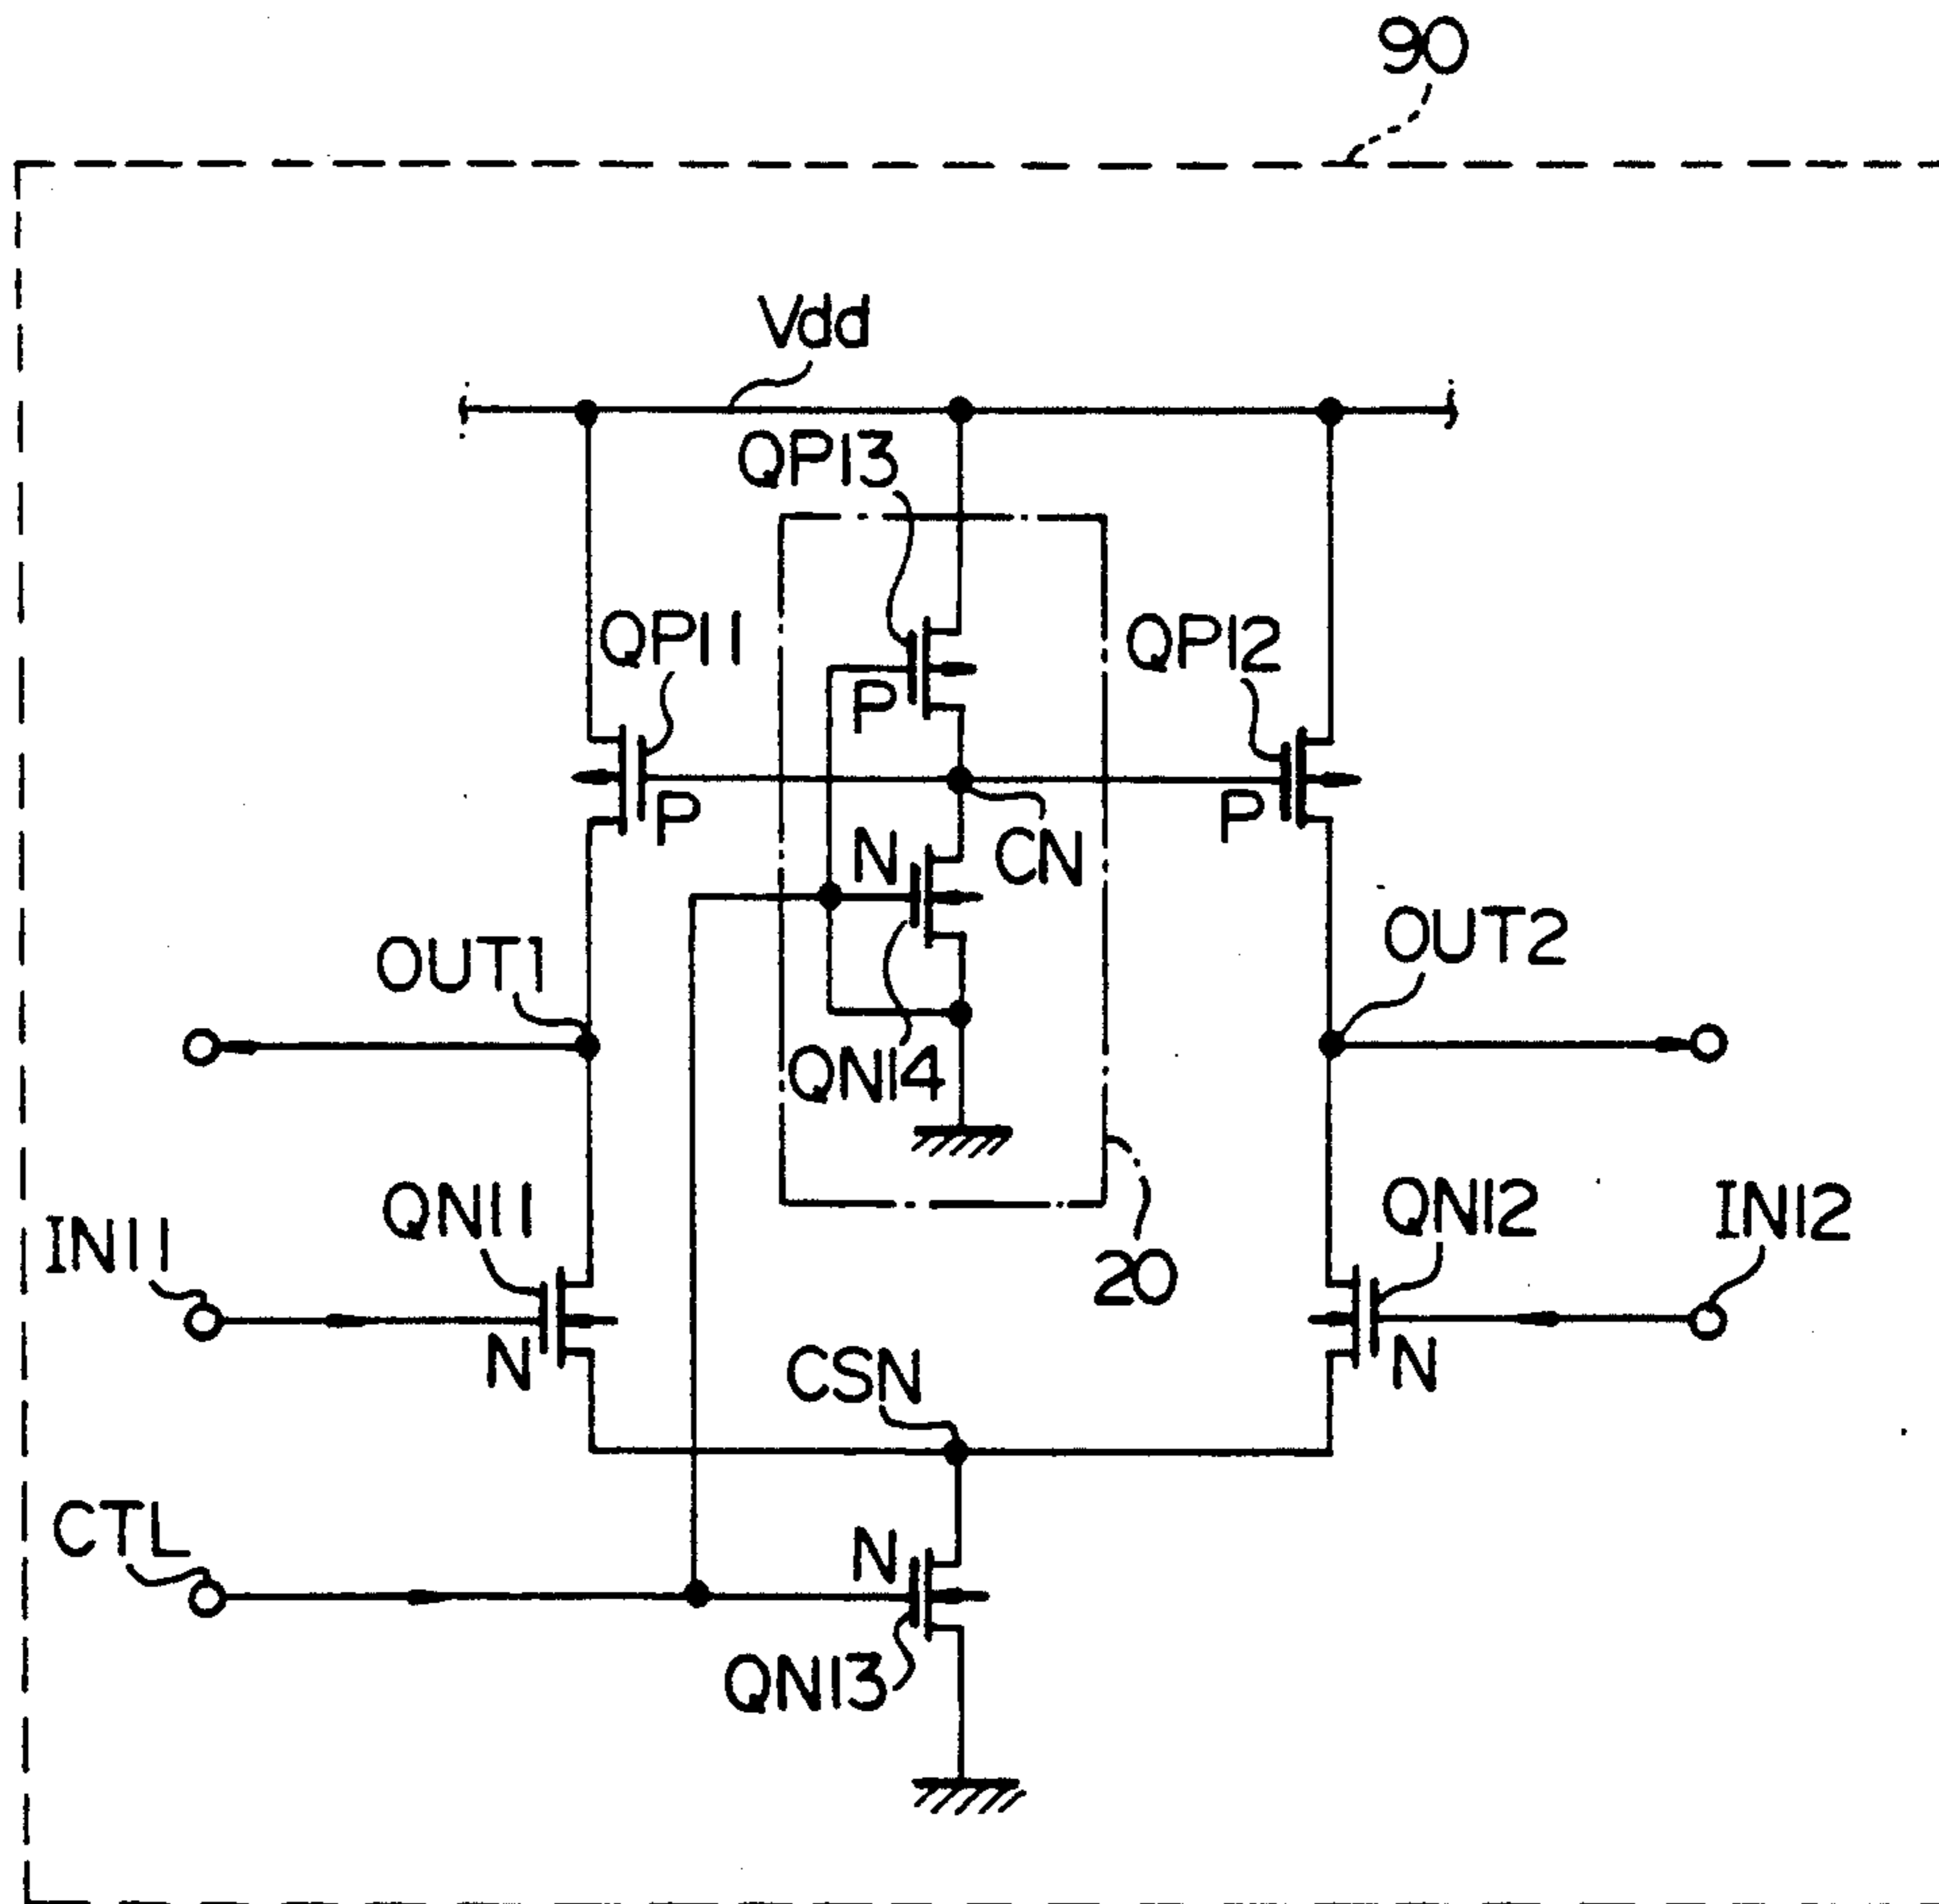 90
Vdd
QP13
QP11
QP12
P
P
P
N
CN
OUT1
OUT2
QN14
QN11
QN12
IN11
IN12
20
N
N
CSN
CTL
N
QN13